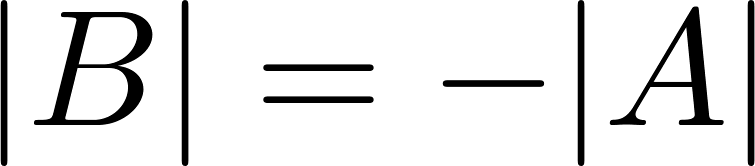 |B| = −|A|